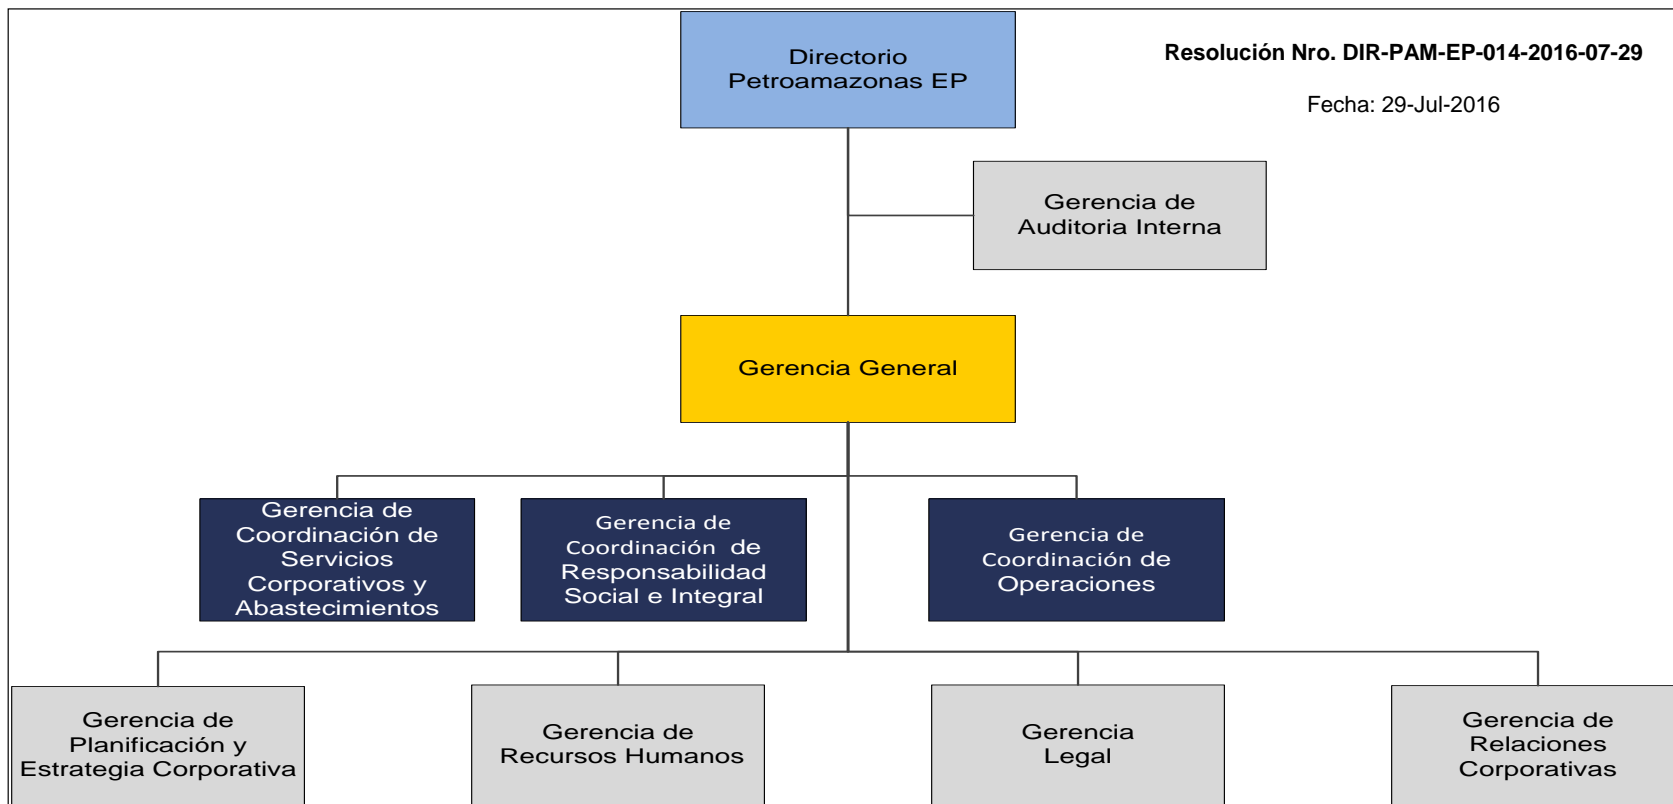 Directorio
Petroamazonas EP
Resolución Nro. DIR-PAM-EP-014-2016-07-29
Fecha: 29-Jul-2016
Gerencia de
Auditoria Interna
Gerencia General
Gerencia de
Coordinación de
Servicios
Corporativos y
Abastecimientos
Gerencia de
Coordinación de
Responsabilidad
Social e Integral
Gerencia de
Coordinación de
Operaciones
Gerencia de
Planificación y
Estrategia Corporativa
Gerencia de
Recursos Humanos
Gerencia
Legal
Gerencia de
Relaciones
Corporativas